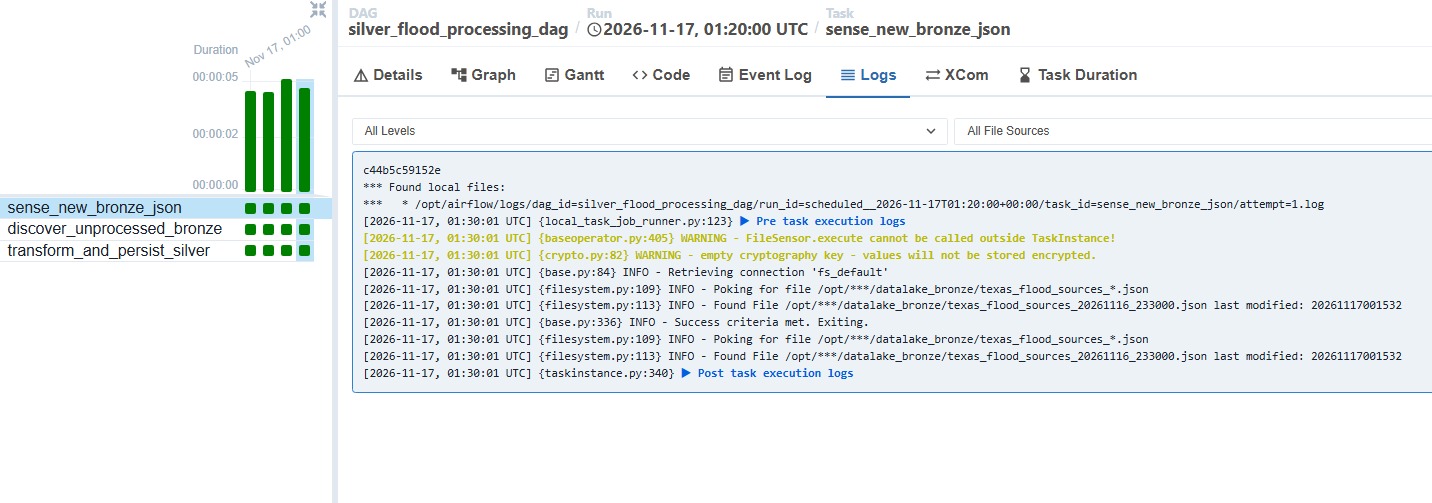 Duration
Nov 17, 01:00
00:00:05
00:00:02
00:00:00
sense_new_bronze_json
discover_unprocessed_bronze
transform_and_persist_silver
DAG / Run / Task
silver_flood_processing_dag 2026-11-17, 01:20:00 UTC sense_new_bronze_json
Details Graph Gantt Code Event Log Logs XCom Task Duration
All Levels All File Sources
c44b5c59152e
*** Found local files:
***   * /opt/airflow/logs/dag_id=silver_flood_processing_dag/run_id=scheduled__2026-11-17T01:20:00+00:00/task_id=sense_new_bronze_json/attempt=1.log
[2026-11-17, 01:30:01 UTC] {local_task_job_runner.py:123} ▶ Pre task execution logs
[2026-11-17, 01:30:01 UTC] {baseoperator.py:405} WARNING - FileSensor.execute cannot be called outside TaskInstance!
[2026-11-17, 01:30:01 UTC] {crypto.py:82} WARNING - empty cryptography key - values will not be stored encrypted.
[2026-11-17, 01:30:01 UTC] {base.py:84} INFO - Retrieving connection 'fs_default'
[2026-11-17, 01:30:01 UTC] {filesystem.py:109} INFO - Poking for file /opt/***/datalake_bronze/texas_flood_sources_*.json
[2026-11-17, 01:30:01 UTC] {filesystem.py:113} INFO - Found File /opt/***/datalake_bronze/texas_flood_sources_20261116_233000.json last modified: 20261117001532
[2026-11-17, 01:30:01 UTC] {base.py:336} INFO - Success criteria met. Exiting.
[2026-11-17, 01:30:01 UTC] {filesystem.py:109} INFO - Poking for file /opt/***/datalake_bronze/texas_flood_sources_*.json
[2026-11-17, 01:30:01 UTC] {filesystem.py:113} INFO - Found File /opt/***/datalake_bronze/texas_flood_sources_20261116_233000.json last modified: 20261117001532
[2026-11-17, 01:30:01 UTC] {taskinstance.py:340} ▶ Post task execution logs